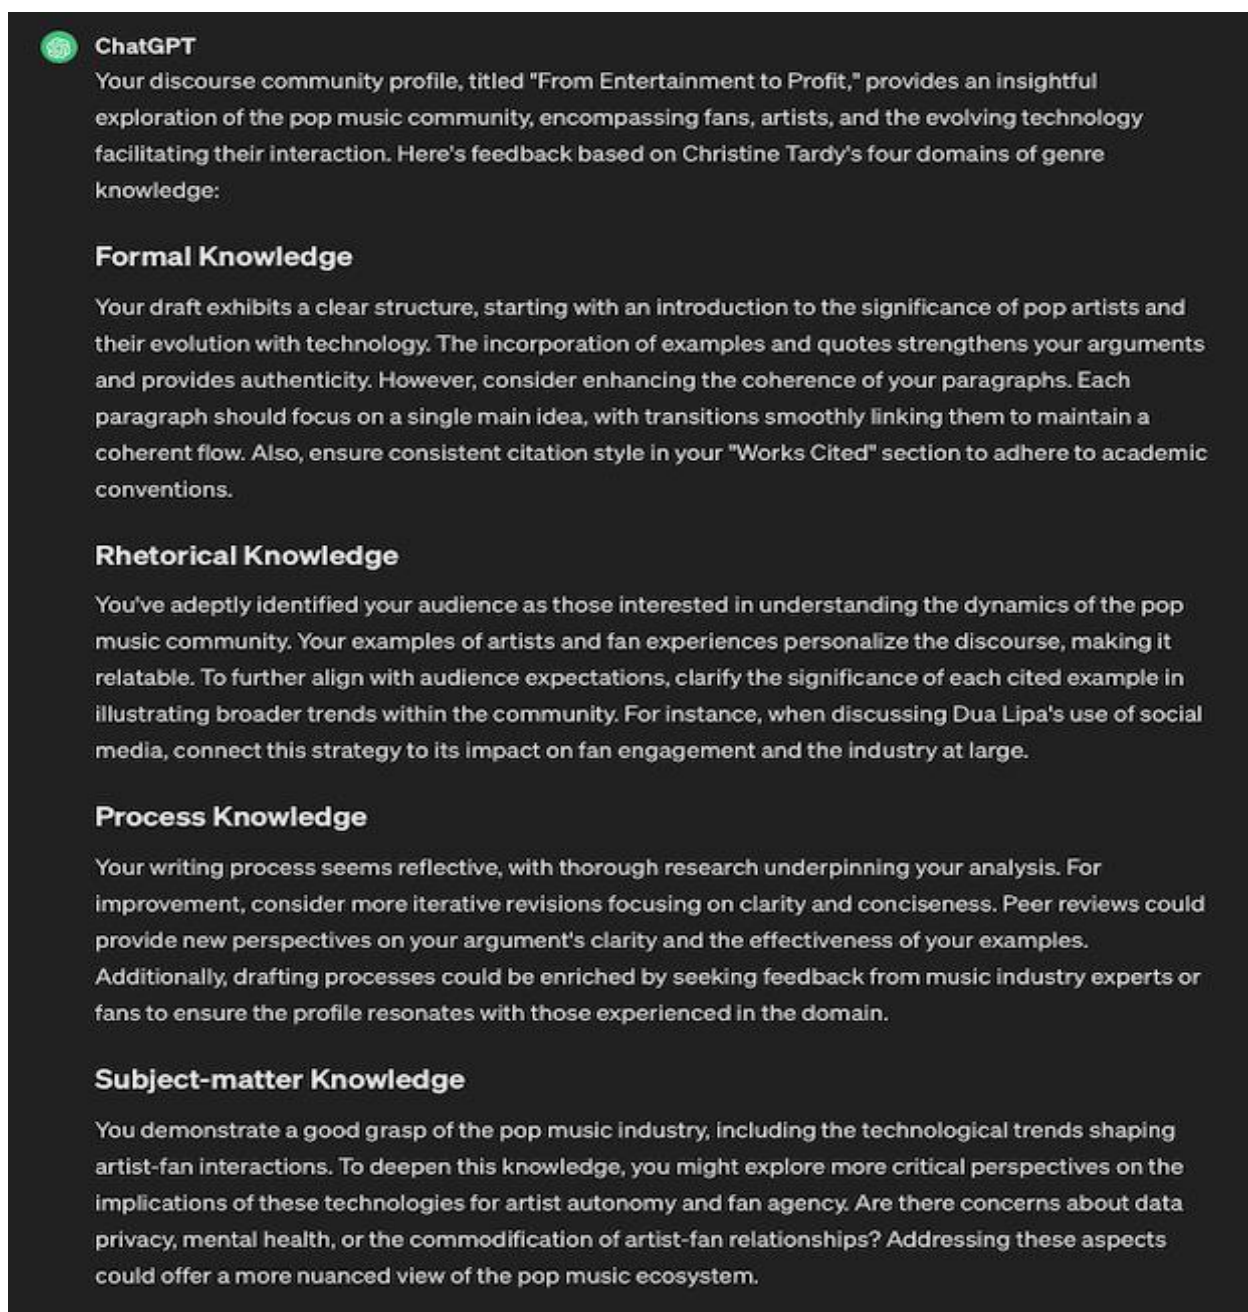 ChatGPT
Your discourse community profile, titled "From Entertainment to Profit," provides an insightful
exploration of the pop music community, encompassing fans, artists, and the evolving technology
facilitating their interaction. Here's feedback based on Christine Tardy's four domains of genre
knowledge:
Formal Knowledge
Your draft exhibits a clear structure, starting with an introduction to the significance of pop artists and
their evolution with technology. The incorporation of examples and quotes strengthens your arguments
and provides authenticity. However, consider enhancing the coherence of your paragraphs. Each
paragraph should focus on a single main idea, with transitions smoothly linking them to maintain a
coherent flow. Also, ensure consistent citation style in your "Works Cited" section to adhere to academic
conventions.
Rhetorical Knowledge
You've adeptly identified your audience as those interested in understanding the dynamics of the pop
music community. Your examples of artists and fan experiences personalize the discourse, making it
relatable. To further align with audience expectations, clarify the significance of each cited example in
illustrating broader trends within the community. For instance, when discussing Dua Lipa's use of social
media, connect this strategy to its impact on fan engagement and the industry at large.
Process Knowledge
Your writing process seems reflective, with thorough research underpinning your analysis. For
improvement, consider more iterative revisions focusing on clarity and conciseness. Peer reviews could
provide new perspectives on your argument's clarity and the effectiveness of your examples.
Additionally, drafting processes could be enriched by seeking feedback from music industry experts or
fans to ensure the profile resonates with those experienced in the domain.
Subject-matter Knowledge
You demonstrate a good grasp of the pop music industry, including the technological trends shaping
artist-fan interactions. To deepen this knowledge, you might explore more critical perspectives on the
implications of these technologies for artist autonomy and fan agency. Are there concerns about data
privacy, mental health, or the commodification of artist-fan relationships? Addressing these aspects
could offer a more nuanced view of the pop music ecosystem.